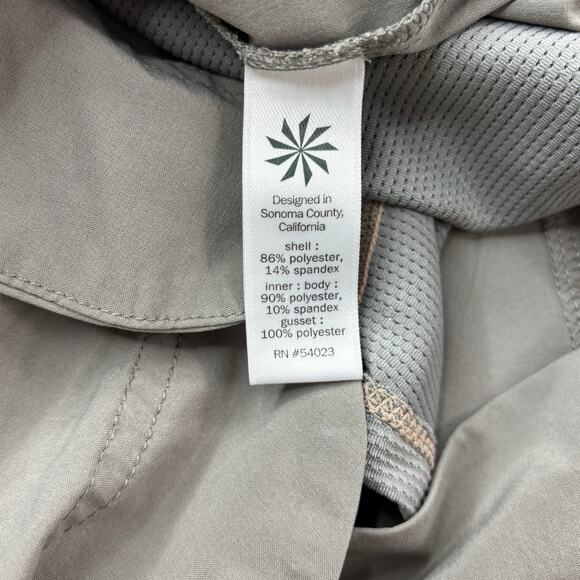 Designed in
Sonoma County,
California
shell :
86% polyester,
14% spandex
inner : body :
90% polyester,
10% spandex
gusset :
100% polyester
RN #54023